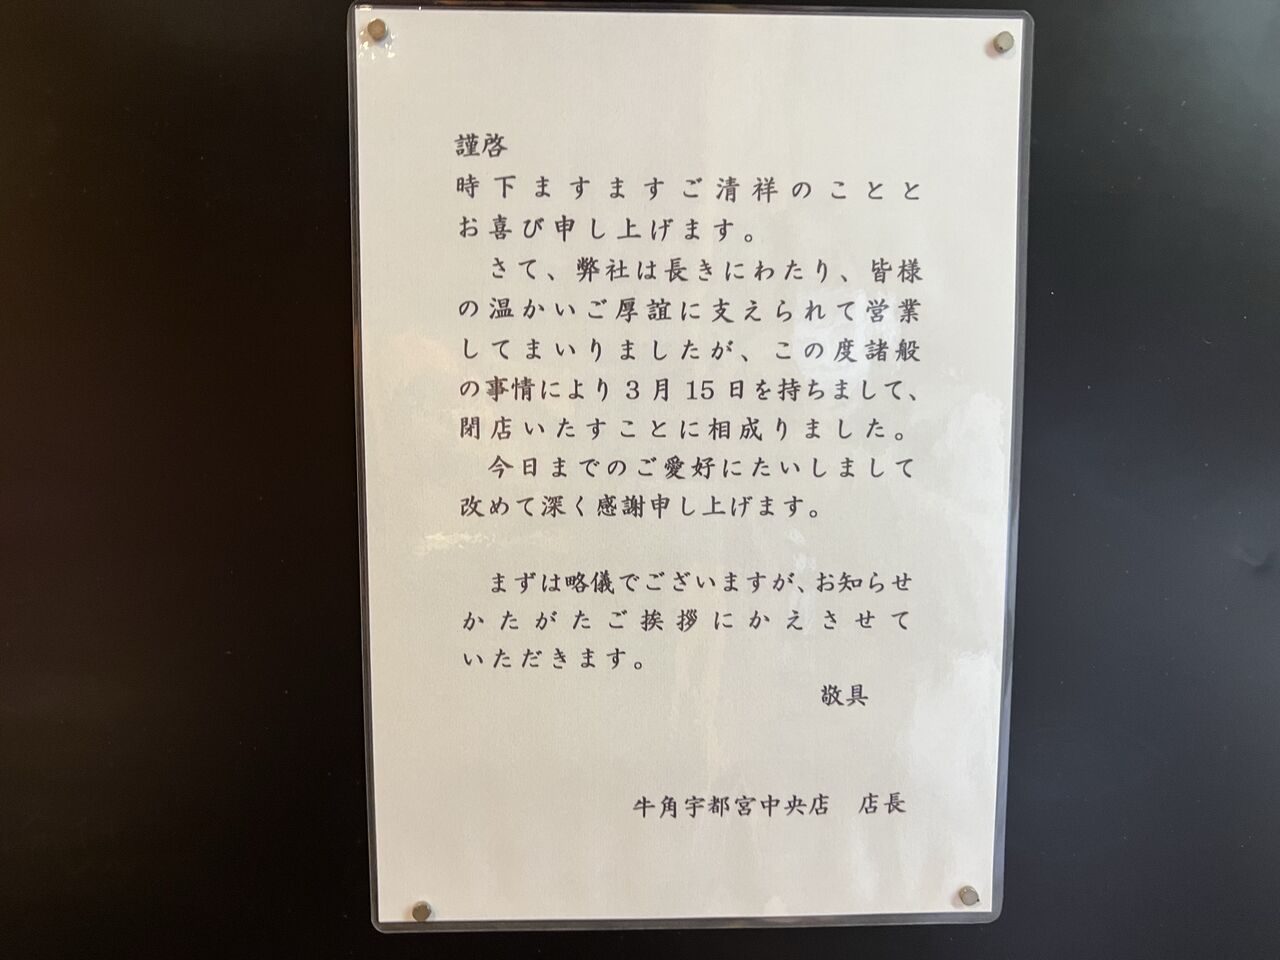 謹啓
時下ますますご清祥のことと
お喜び申し上げます。
さて、弊社は長きにわたり、皆様
の温かいご厚誼に支えられて営業
してまいりましたが、この度諸般
の事情により3月15日を持ちまして、
閉店いたすことに相成りました。
今日までのご愛好にたいしまして
改めて深く感謝申し上げます。
まずは略儀でございますが、お知らせ
かたがたご挨拶にかえさせて
いただきます。
敬具
牛角宇都宮中央店　店長